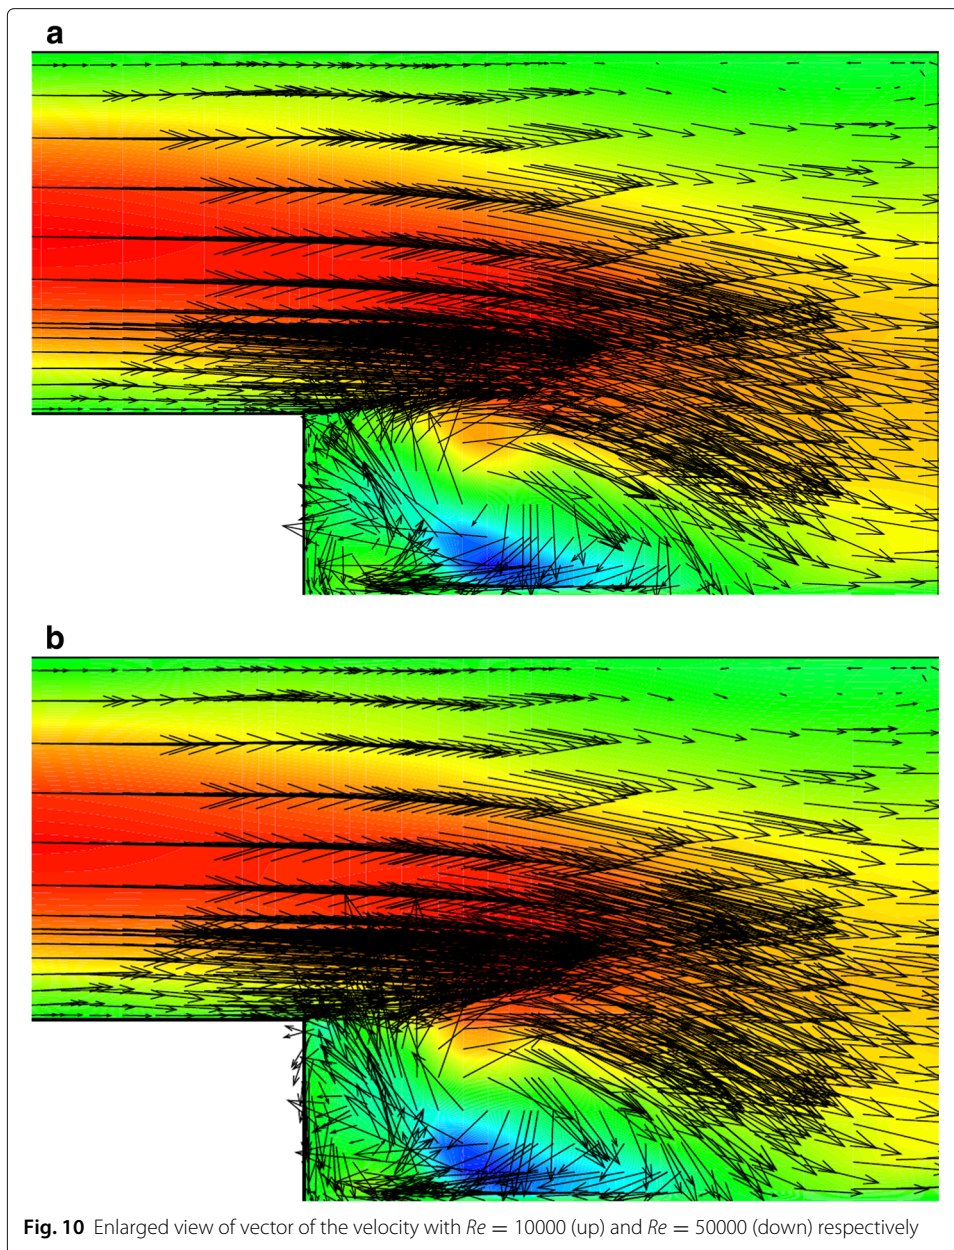 a
b
Fig. 10 Enlarged view of vector of the velocity with Re = 10000 (up) and Re = 50000 (down) respectively